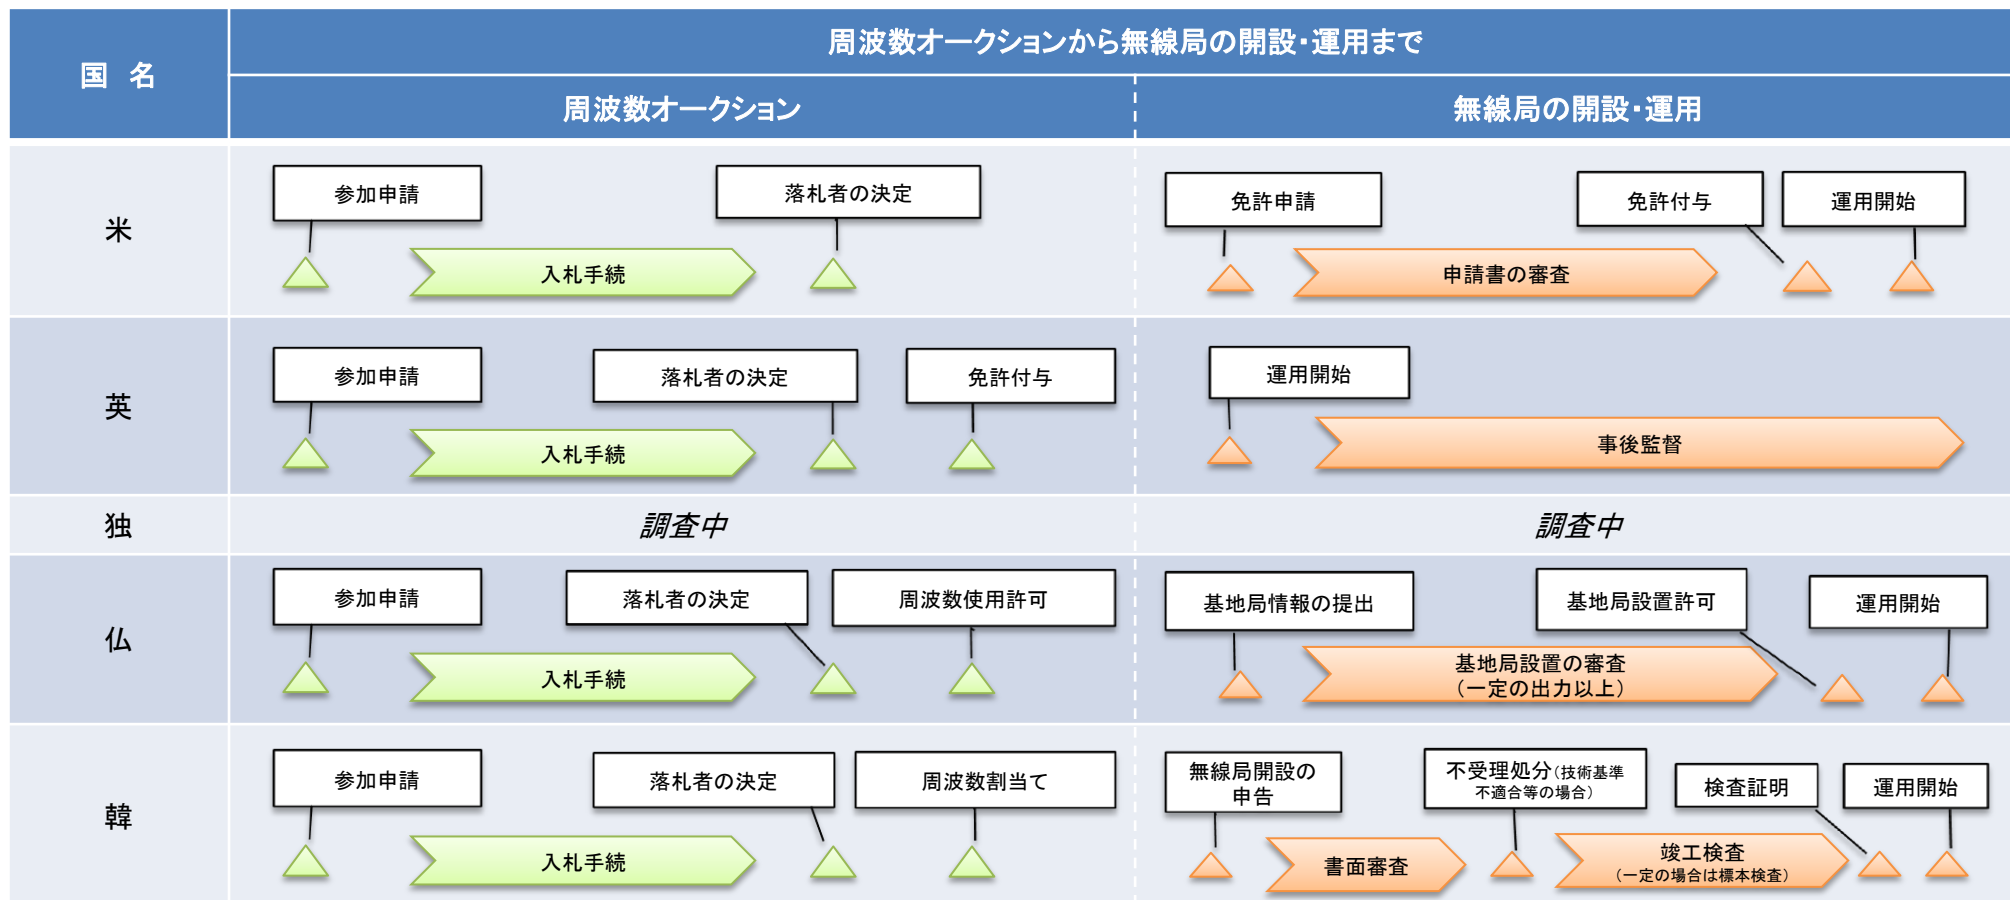 国 名
周波数オークションから無線局の開設・運用まで
周波数オークション
無線局の開設・運用
米
参加申請
入札手続
落札者の決定
免許申請
申請書の審査
免許付与
運用開始
英
参加申請
入札手続
落札者の決定
免許付与
運用開始
事後監督
独
調査中
調査中
仏
参加申請
入札手続
落札者の決定
周波数使用許可
基地局情報の提出
基地局設置の審査
（一定の出力以上）
基地局設置許可
運用開始
韓
参加申請
入札手続
落札者の決定
周波数割当て
無線局開設の
申告
書面審査
不受理処分（技術基準
不適合等の場合）
竣工検査
（一定の場合は標本検査）
検査証明
運用開始